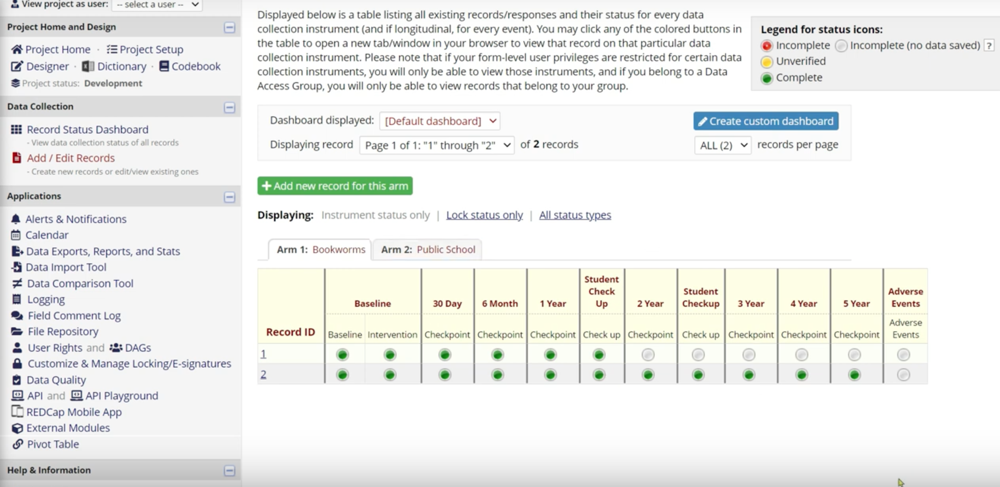 View project as user: -- select a user --
Project Home and Design
Project Home · Project Setup
Designer · Dictionary · Codebook
Project status: Development
Data Collection
Record Status Dashboard
- View data collection status of all records
Add / Edit Records
- Create new records or edit/view existing ones
Applications
Alerts & Notifications
Calendar
Data Exports, Reports, and Stats
Data Import Tool
Data Comparison Tool
Logging
Field Comment Log
File Repository
User Rights and DAGs
Customize & Manage Locking/E-signatures
Data Quality
API and API Playground
REDCap Mobile App
External Modules
Pivot Table
Help & Information
Displayed below is a table listing all existing records/responses and their status for every data
collection instrument (and if longitudinal, for every event). You may click any of the colored buttons in
the table to open a new tab/window in your browser to view that record on that particular data
collection instrument. Please note that if your form-level user privileges are restricted for certain data
collection instruments, you will only be able to view those instruments, and if you belong to a Data
Access Group, you will only be able to view records that belong to your group.
Legend for status icons:
Incomplete Incomplete (no data saved) ?
Unverified
Complete
Dashboard displayed: [Default dashboard] Create custom dashboard
Displaying record Page 1 of 1: "1" through "2" of 2 records ALL (2) records per page
+ Add new record for this arm
Displaying: Instrument status only | Lock status only | All status types
Arm 1: Bookworms Arm 2: Public School
Record ID
Baseline
30 Day
6 Month
1 Year
Student
Check
Up
2 Year
Student
Checkup
3 Year
4 Year
5 Year
Adverse
Events
Baseline Intervention Checkpoint Checkpoint Checkpoint Check up Checkpoint Check up Checkpoint Checkpoint Checkpoint
Adverse
Events
1
2